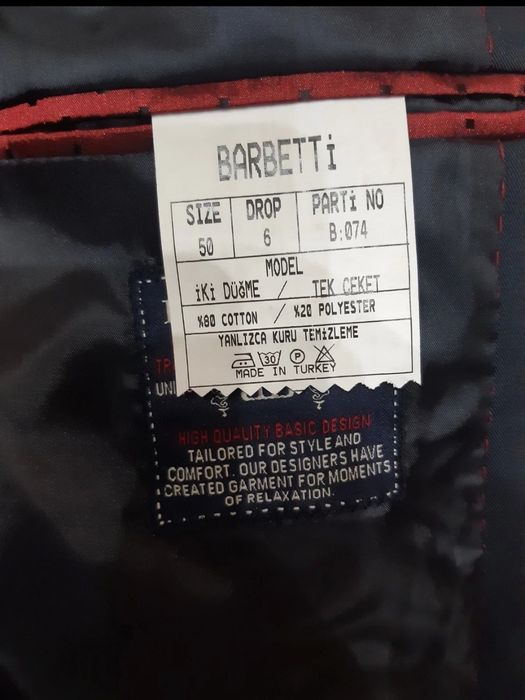 BARBETTİ
SIZE DROP PARTİ NO
50 6 B:074
MODEL
İKİ DÜĞME / TEK CEKET
%80 COTTON / %20 POLYESTER
YANLIZCA KURU TEMİZLEME
30 P
MADE IN TURKEY
HIGH QUALITY BASIC DESIGN
TAILORED FOR STYLE AND
COMFORT. OUR DESIGNERS HAVE
CREATED GARMENT FOR MOMENTS
OF RELAXATION.